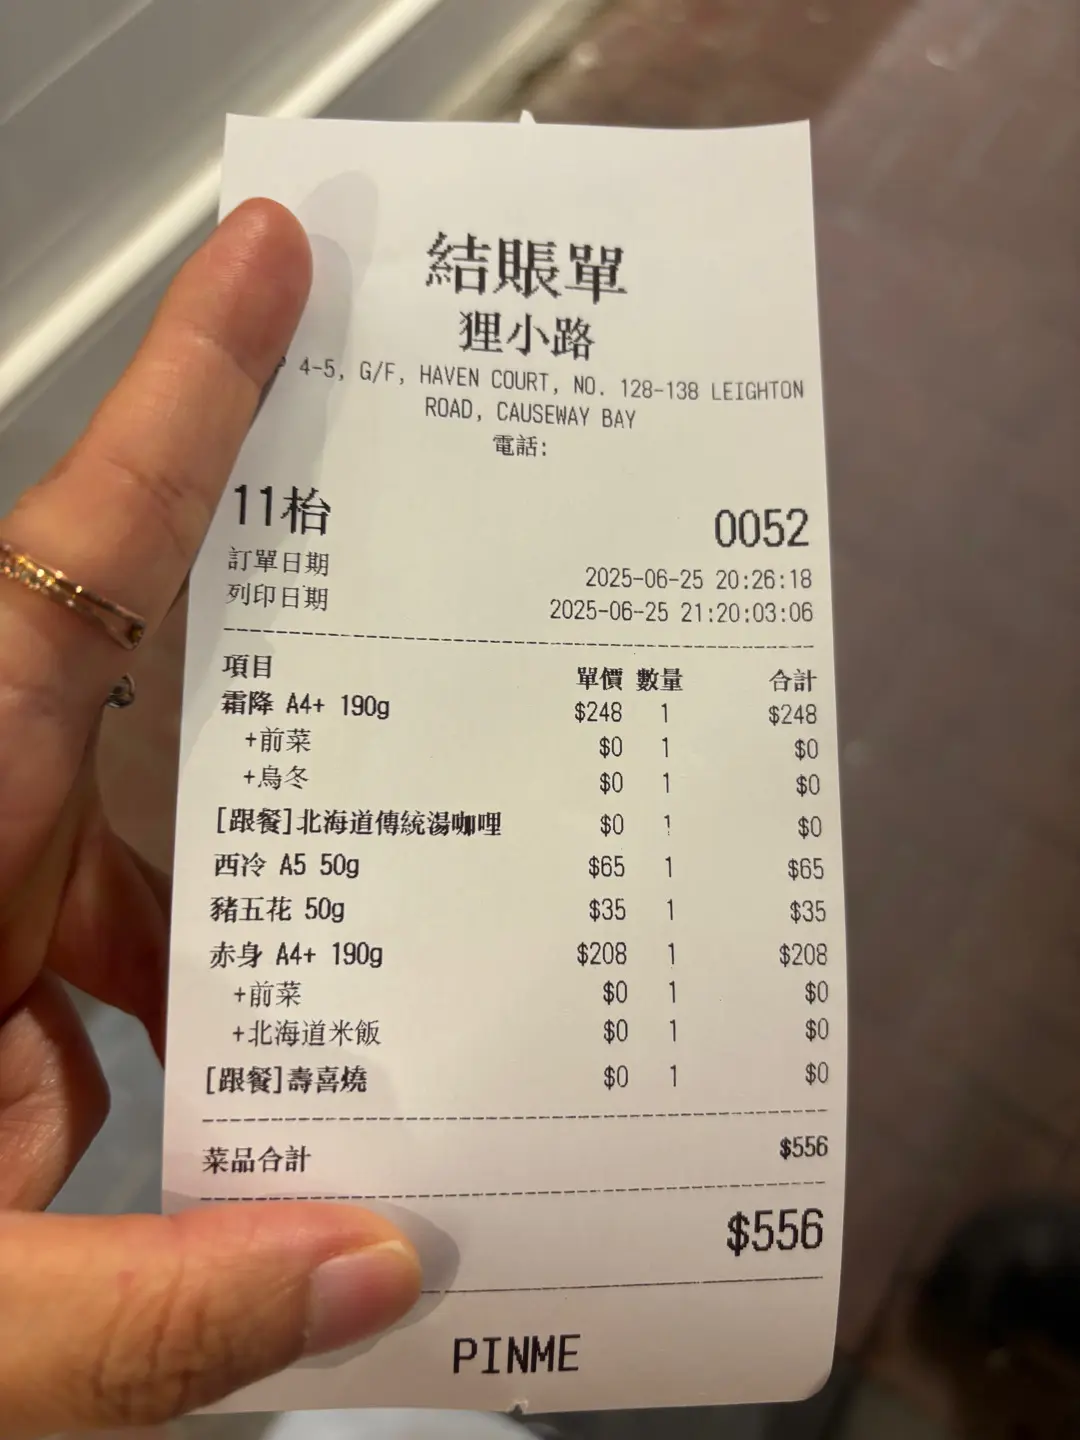 結賬單
狸小路
4-5, G/F, HAVEN COURT, NO. 128-138 LEIGHTON
ROAD, CAUSEWAY BAY
電話:
11枱 0052
訂單日期 2025-06-25 20:26:18
列印日期 2025-06-25 21:20:03:06
項目 單價 數量 合計
霜降 A4+ 190g $248 1 $248
+前菜 $0 1 $0
+烏冬 $0 1 $0
[跟餐]北海道傳統湯咖哩 $0 1 $0
西冷 A5 50g $65 1 $65
豬五花 50g $35 1 $35
赤身 A4+ 190g $208 1 $208
+前菜 $0 1 $0
+北海道米飯 $0 1 $0
[跟餐]壽喜燒 $0 1 $0
菜品合計 $556
$556
PINME